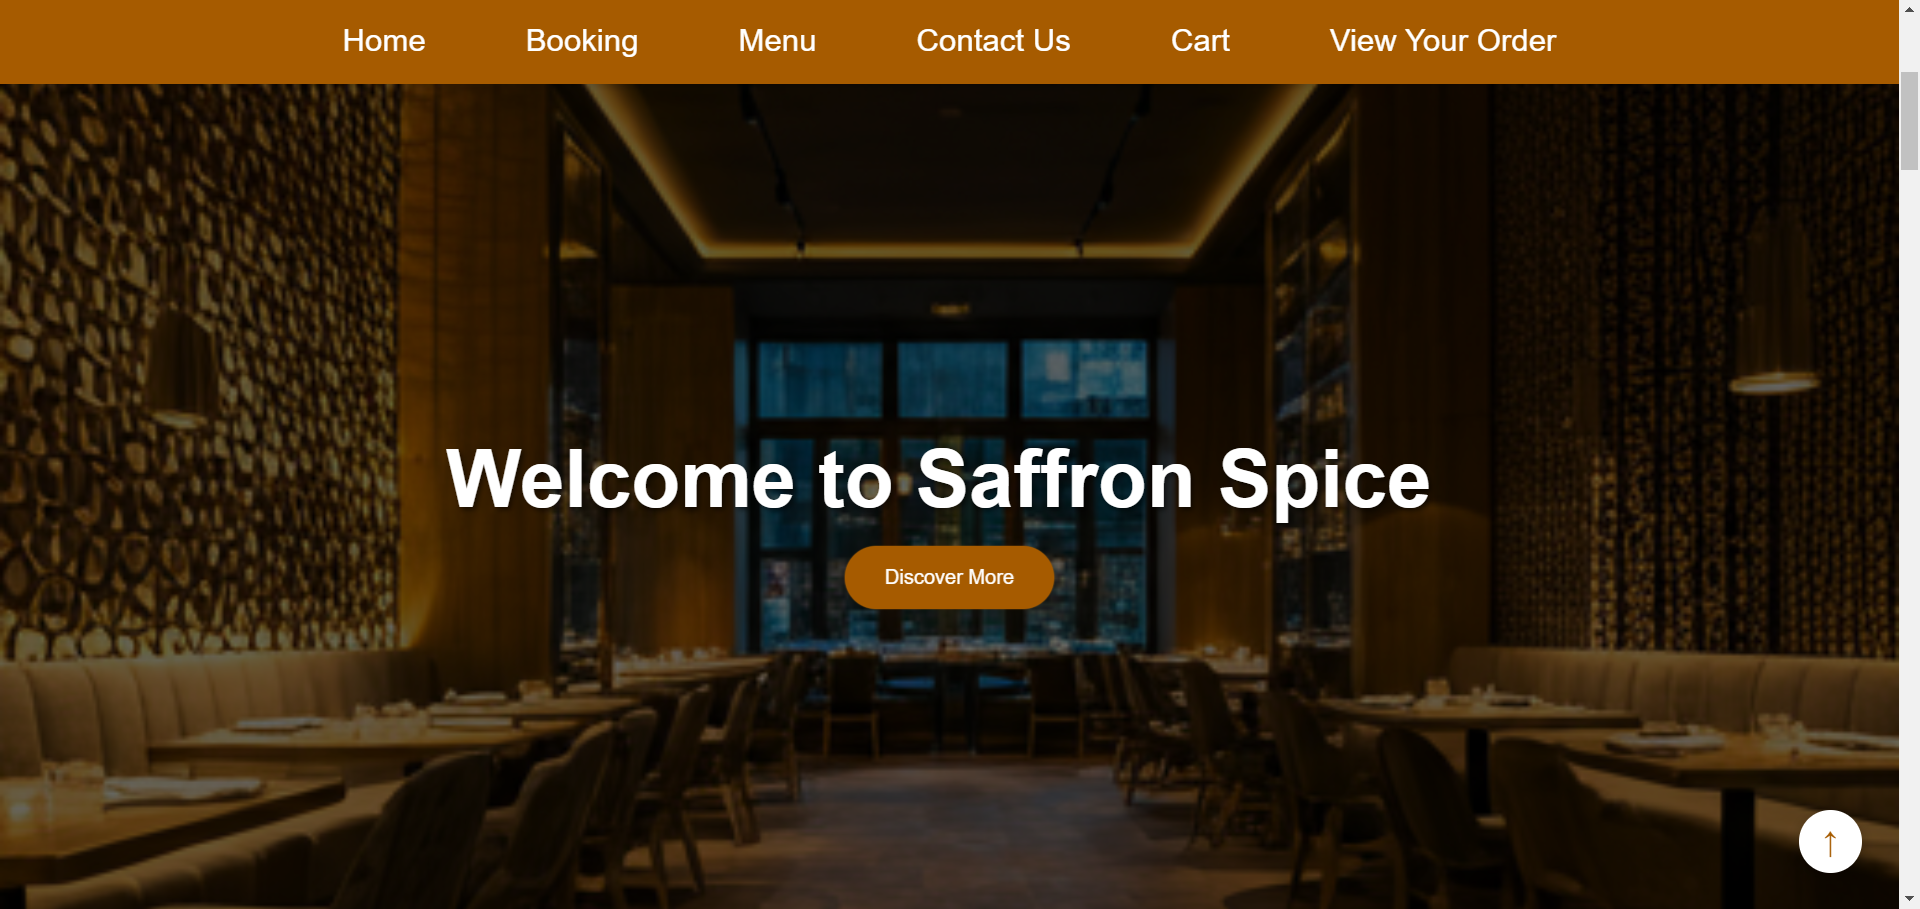 Home Booking Menu Contact Us Cart View Your Order
Welcome to Saffron Spice
Discover More
↑